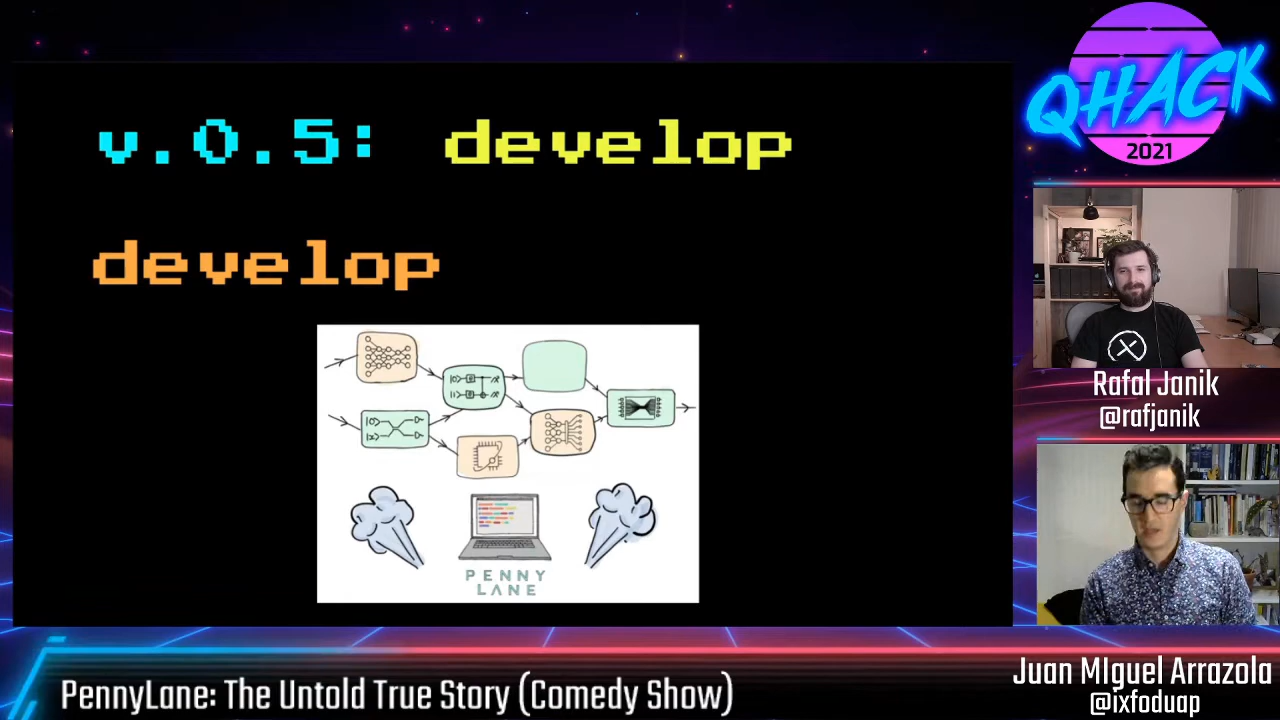 v.0.5: develop
develop
PENNY
LANE
QHACK
2021
Rafal Janik
@rafjanik
Juan MIguel Arrazola
@ixfoduap
PennyLane: The Untold True Story (Comedy Show)